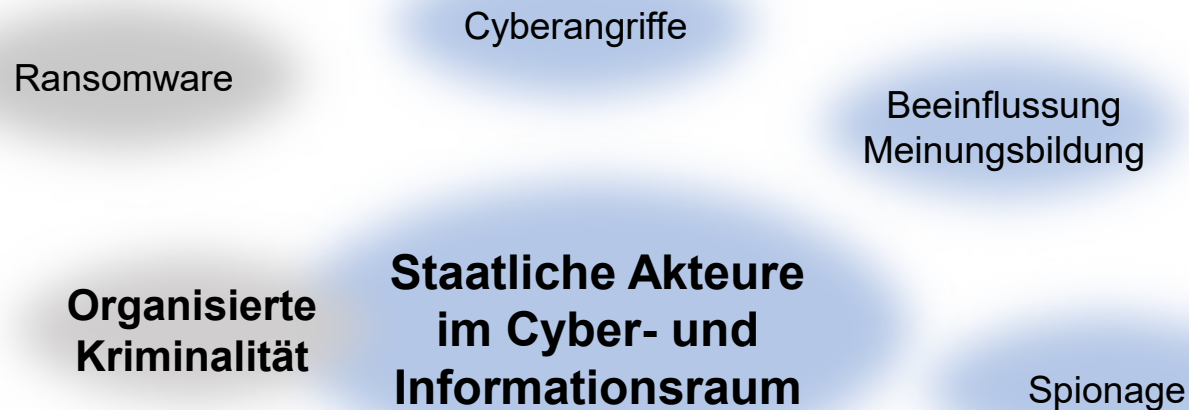 Cyberangriffe
Ransomware
Beeinflussung
Meinungsbildung
Staatliche Akteure
im Cyber- und
Informationsraum
Organisierte
Kriminalität
Spionage